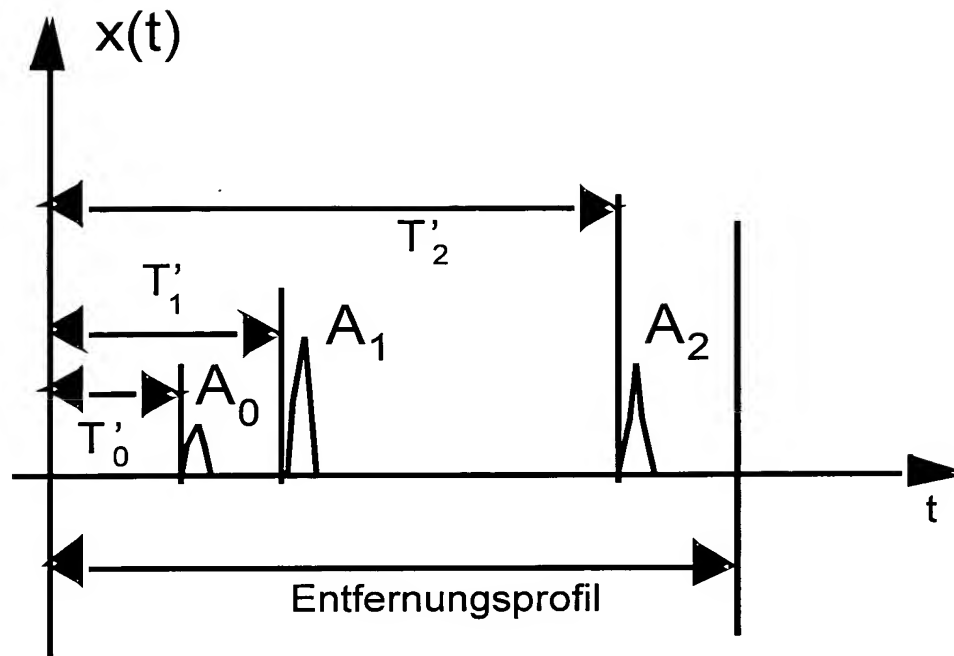 x(t)
T'₂
T'₁
A₁
A₂
A₀
T'₀
t
Entfernungsprofil